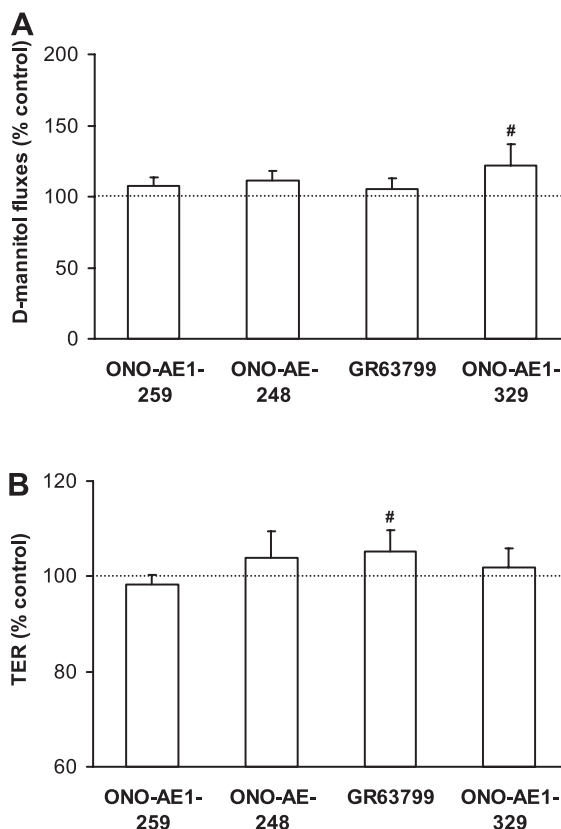 A
D-mannitol fluxes (% control)
200
150
100
50
0
#
ONO-AE1-
259
ONO-AE-
248
GR63799
ONO-AE1-
329
B
TER (% control)
120
100
80
60
#
ONO-AE1-
259
ONO-AE-
248
GR63799
ONO-AE1-
329